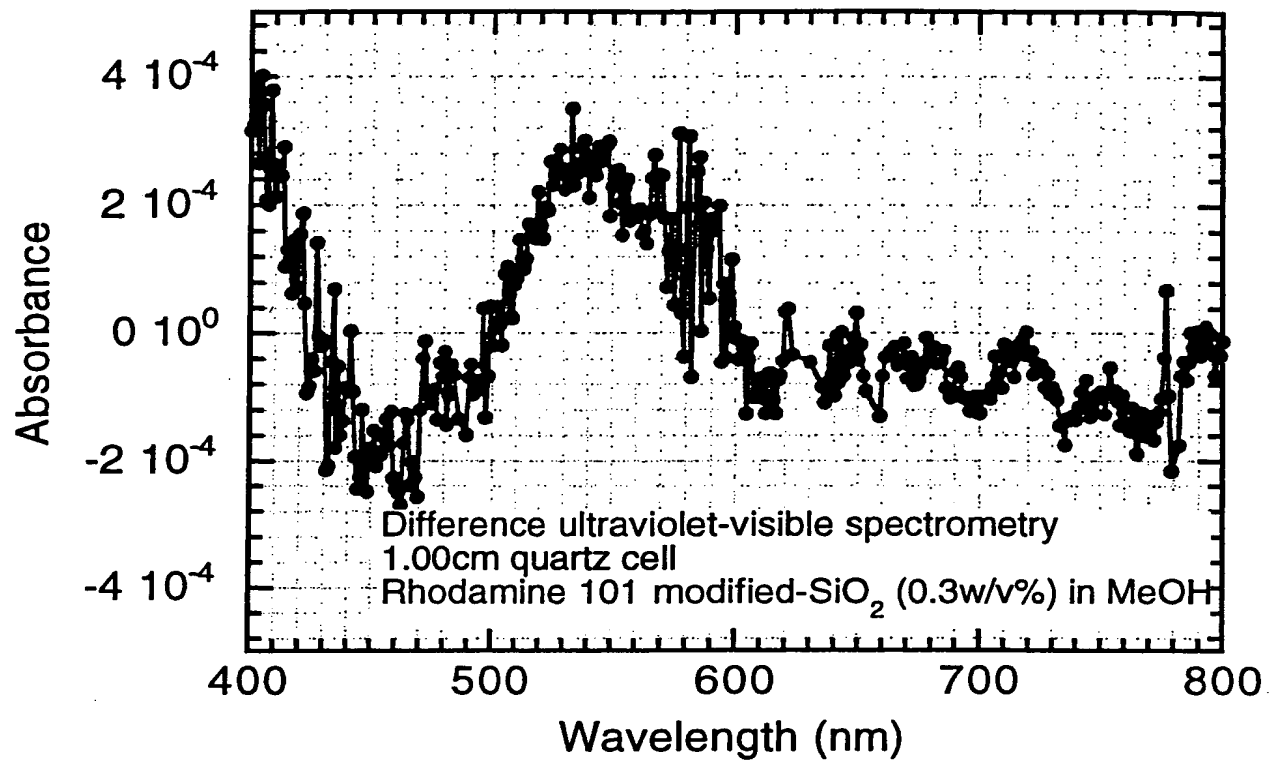 4 10⁻⁴
2 10⁻⁴
0 10⁰
-2 10⁻⁴
-4 10⁻⁴
Absorbance
Difference ultraviolet-visible spectrometry
1.00cm quartz cell
Rhodamine 101 modified-SiO₂ (0.3w/v%) in MeOH
400 500 600 700 800
Wavelength (nm)